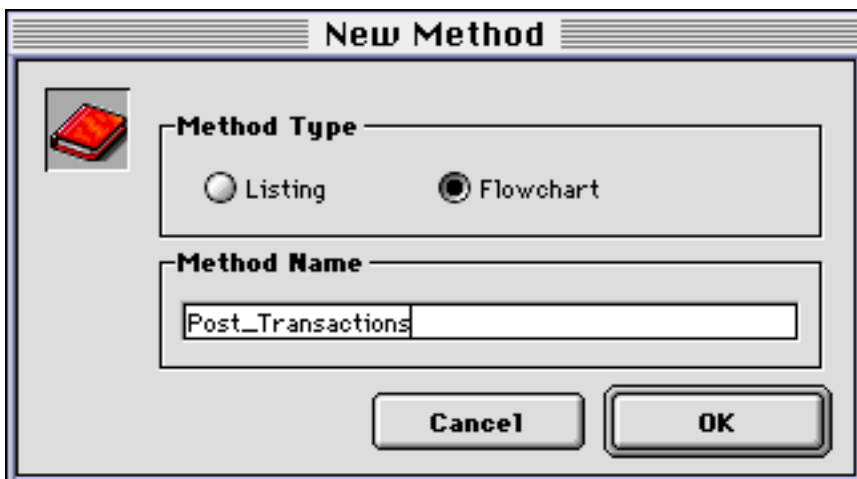 New Method
Method Type
Listing Flowchart
Method Name
Post_Transactions
Cancel OK